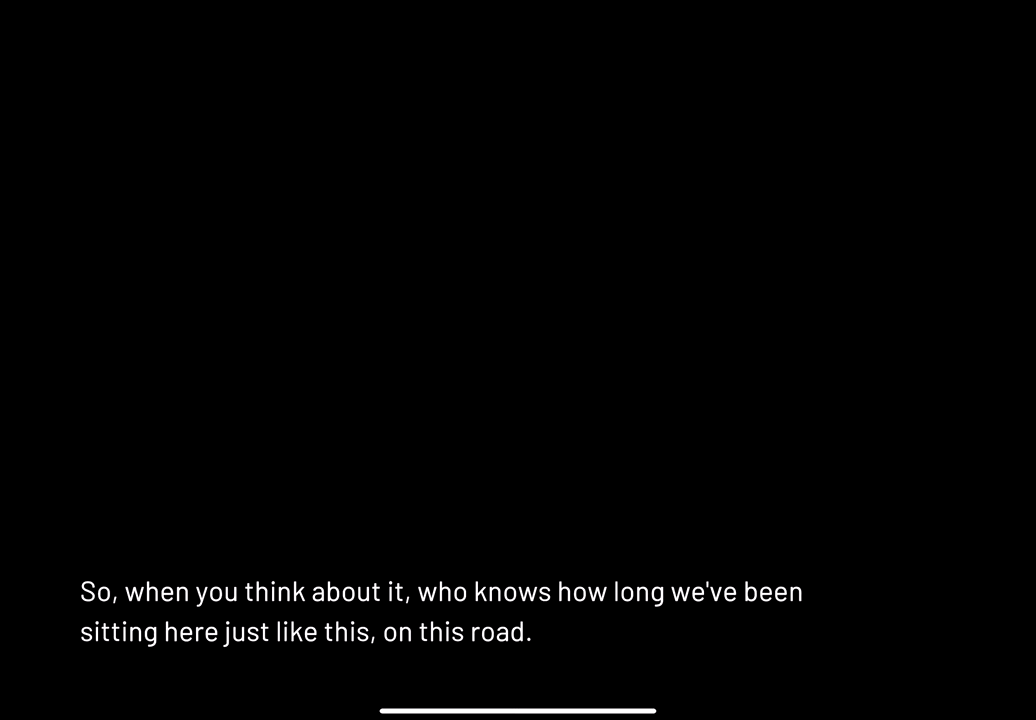 So, when you think about it, who knows how long we've been
sitting here just like this, on this road.